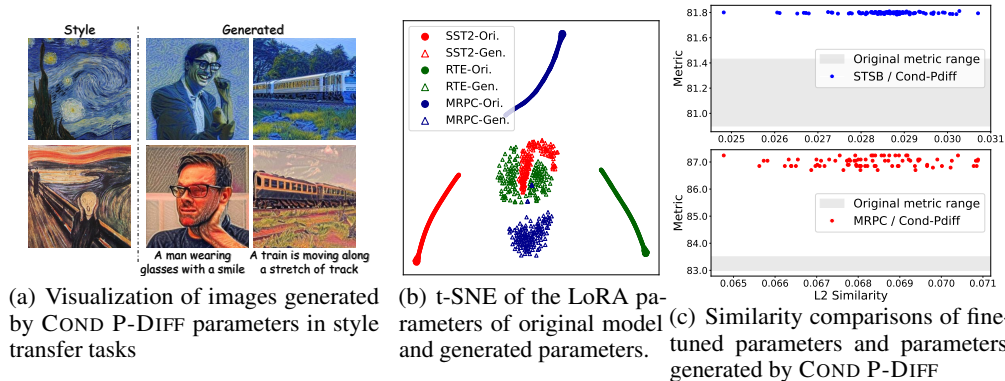 Style
Generated
A man wearing
glasses with a smile
A train is moving along
a stretch of track
(a) Visualization of images generated
by COND P-DIFF parameters in style
transfer tasks
SST2-Ori.
SST2-Gen.
RTE-Ori.
RTE-Gen.
MRPC-Ori.
MRPC-Gen.
(b) t-SNE of the LoRA pa-
rameters of original model
and generated parameters.
Metric
81.8
81.6
81.4
81.2
81.0
Original metric range
STSB / Cond-Pdiff
0.025 0.026 0.027 0.028 0.029 0.030 0.031
Metric
87.0
86.0
85.0
84.0
83.0
Original metric range
MRPC / Cond-Pdiff
0.065 0.066 0.067 0.068 0.069 0.070 0.071
L2 Similarity
(c) Similarity comparisons of fine-
tuned parameters and parameters
generated by COND P-DIFF